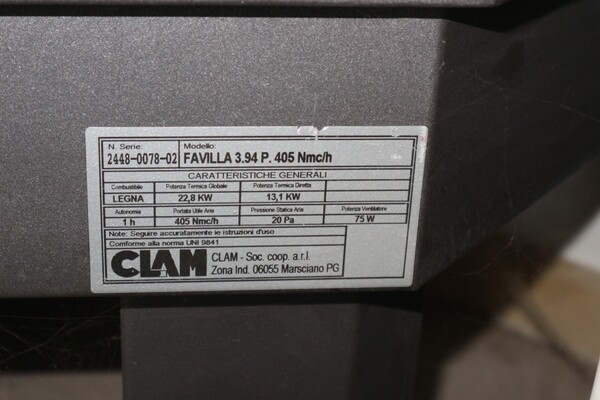 N. Serie: Modello:
2448-0078-02 FAVILLA 3.94 P. 405 Nmc/h
CARATTERISTICHE GENERALI
Combustibile Potenza Termica Globale Potenza Termica Diretta
LEGNA 22,8 KW 13,1 KW
Autonomia Portata Utile Aria Pressione Statica Aria Potenza Ventilatore
1 h 405 Nmc/h 20 Pa 75 W
Note: Seguire accuratamente le istruzioni d'uso
Comforme alla norma UNI 9841
CLAM CLAM - Soc. coop. a.r.l.
Zona Ind. 06055 Marsciano PG